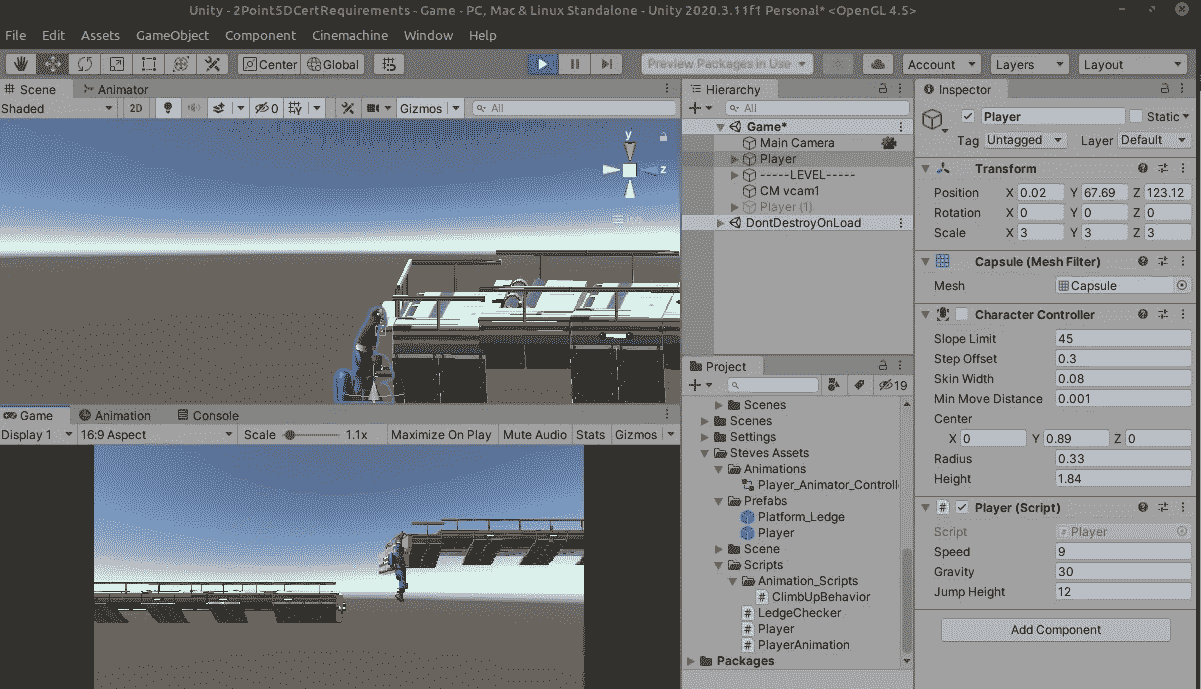 Unity - 2Point5DCertRequirements - Game - PC, Mac & Linux Standalone - Unity 2020.3.11f1 Personal* <OpenGL 4.5>
File Edit Assets GameObject Component Cinemachine Window Help
Center Global Preview Packages in Use Account Layers Layout
Scene Animator
Shaded 2D 0 Gizmos All
y
z
Game Animation Console
Display 1 16:9 Aspect Scale 1.1x Maximize On Play Mute Audio Stats Gizmos
Hierarchy
All
Game*
Main Camera
Player
-----LEVEL-----
CM vcam1
Player (1)
DontDestroyOnLoad
Project
19
Scenes
Scenes
Settings
Steves Assets
Animations
Player_Animator_Controll
Prefabs
Platform_Ledge
Player
Scene
Scripts
Animation_Scripts
ClimbUpBehavior
LedgeChecker
Player
PlayerAnimation
Packages
Inspector
Player Static
Tag Untagged Layer Default
Transform
Position X 0.02 Y 67.69 Z 123.12
Rotation X 0 Y 0 Z 0
Scale X 3 Y 3 Z 3
Capsule (Mesh Filter)
Mesh Capsule
Character Controller
Slope Limit 45
Step Offset 0.3
Skin Width 0.08
Min Move Distance 0.001
Center
X 0 Y 0.89 Z 0
Radius 0.33
Height 1.84
Player (Script)
Script Player
Speed 9
Gravity 30
Jump Height 12
Add Component